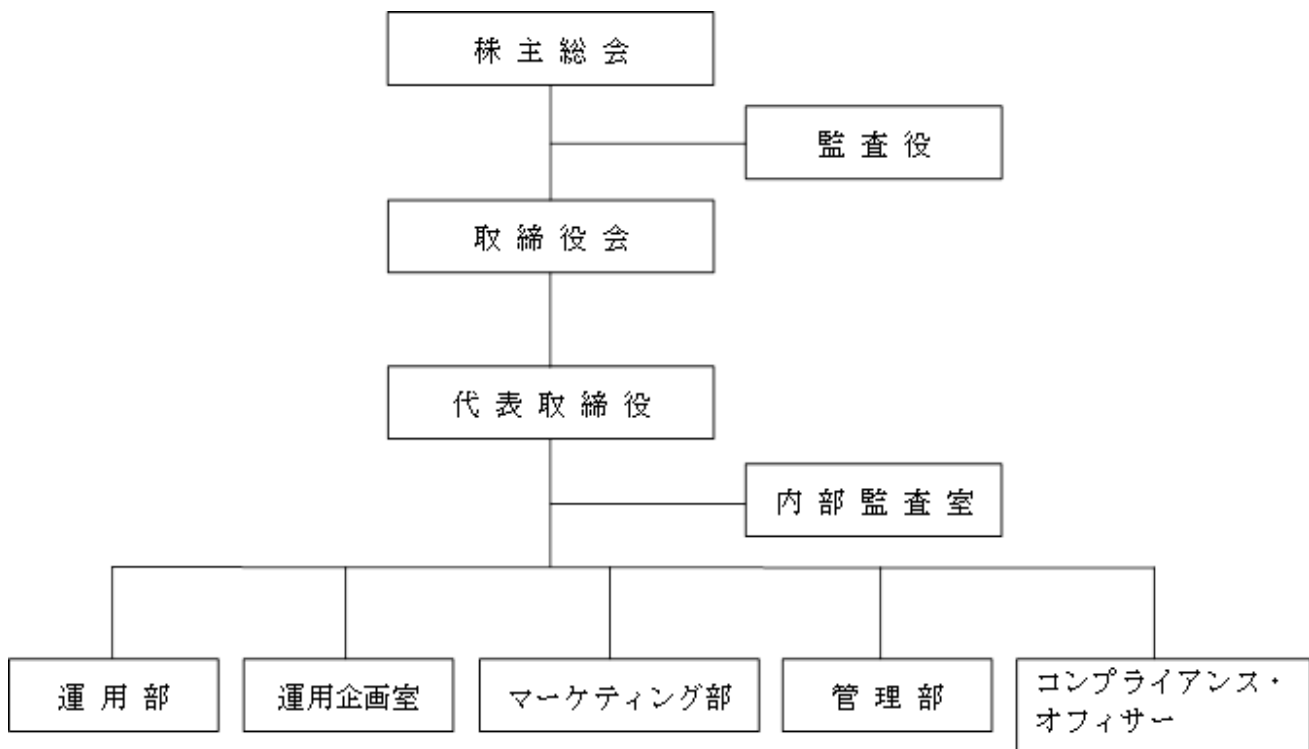 株主総会
監査役
取締役会
代表取締役
内部監査室
運用部
運用企画室
マーケティング部
管理部
コンプライアンス・
オフィサー